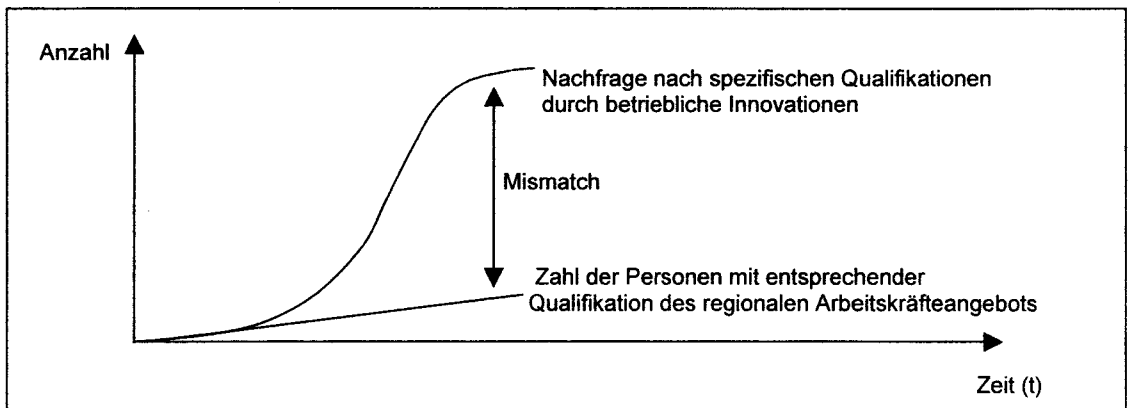 Anzahl
Nachfrage nach spezifischen Qualifikationen
durch betriebliche Innovationen
Mismatch
Zahl der Personen mit entsprechender
Qualifikation des regionalen Arbeitskräfteangebots
Zeit (t)